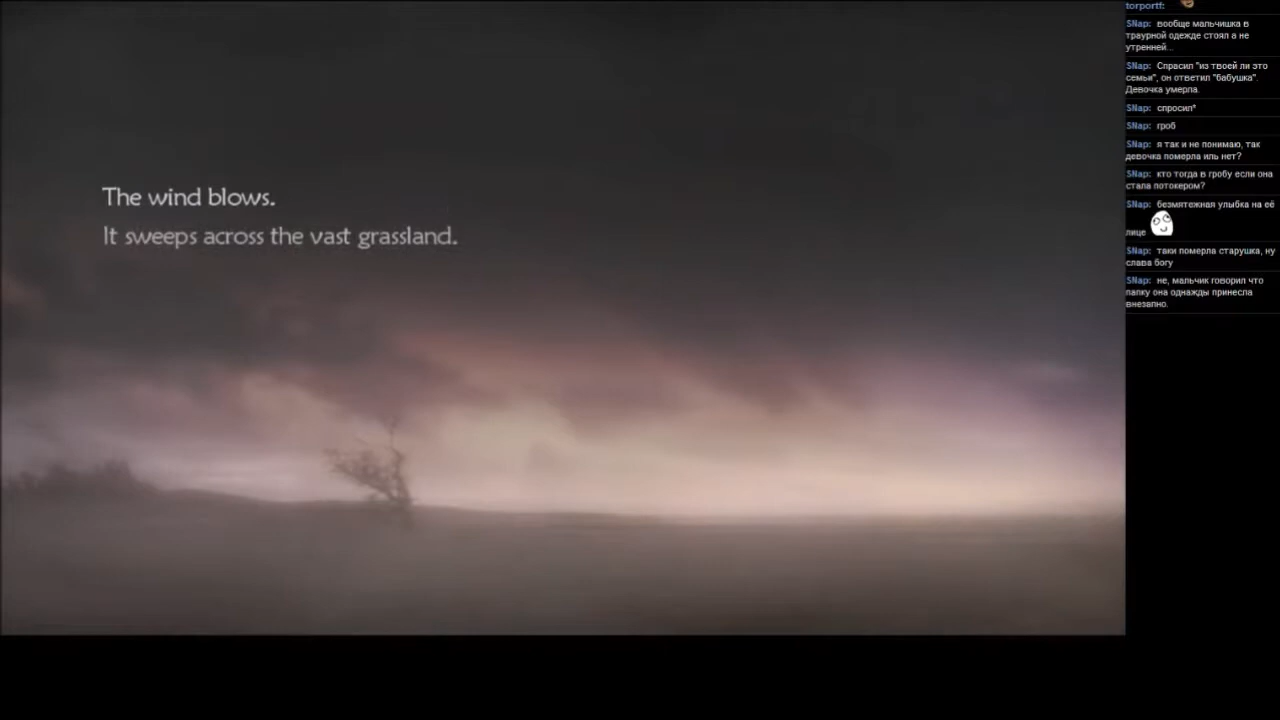 The wind blows.
It sweeps across the vast grassland.
torportf:
SNap: вообще мальчишка в
траурной одежде стоял а не
утренней...
SNap: Спрасил "из твоей ли это
семьи", он ответил "бабушка".
Девочка умерла.
SNap: спросил*
SNap: гроб
SNap: я так и не понимаю, так
девочка померла иль нет?
SNap: кто тогда в гробу если она
стала потокером?
SNap: безмятежная улыбка на её
лице
SNap: таки померла старушка, ну
слава богу
SNap: не, мальчик говорил что
папку она однажды принесла
внезапно.